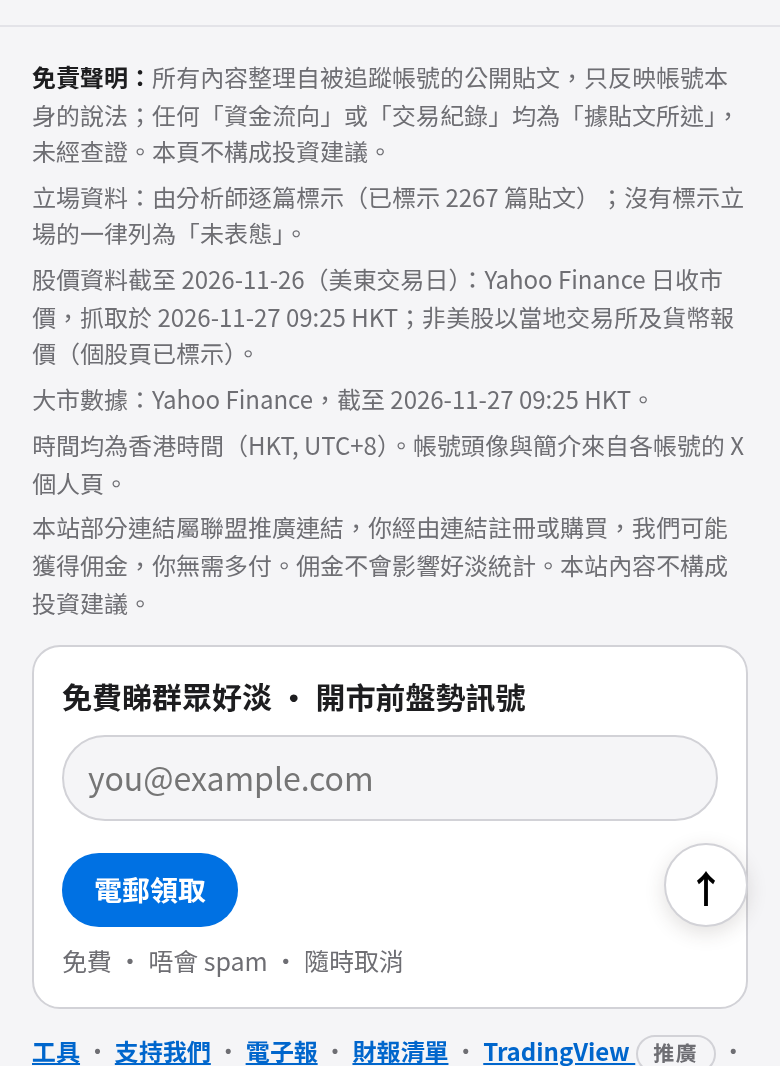 免責聲明：所有內容整理自被追蹤帳號的公開貼文，只反映帳號本
身的說法；任何「資金流向」或「交易紀錄」均為「據貼文所述」，
未經查證。本頁不構成投資建議。
立場資料：由分析師逐篇標示（已標示 2267 篇貼文）；沒有標示立
場的一律列為「未表態」。
股價資料截至 2026-11-26（美東交易日）：Yahoo Finance 日收市
價，抓取於 2026-11-27 09:25 HKT；非美股以當地交易所及貨幣報
價（個股頁已標示）。
大市數據：Yahoo Finance，截至 2026-11-27 09:25 HKT。
時間均為香港時間（HKT, UTC+8）。帳號頭像與簡介來自各帳號的 X
個人頁。
本站部分連結屬聯盟推廣連結，你經由連結註冊或購買，我們可能
獲得佣金，你無需多付。佣金不會影響好淡統計。本站內容不構成
投資建議。
免費睇群眾好淡 · 開市前盤勢訊號
you@example.com
電郵領取
↑
免費 · 唔會 spam · 隨時取消
工具 · 支持我們 · 電子報 · 財報清單 · TradingView 推廣 ·